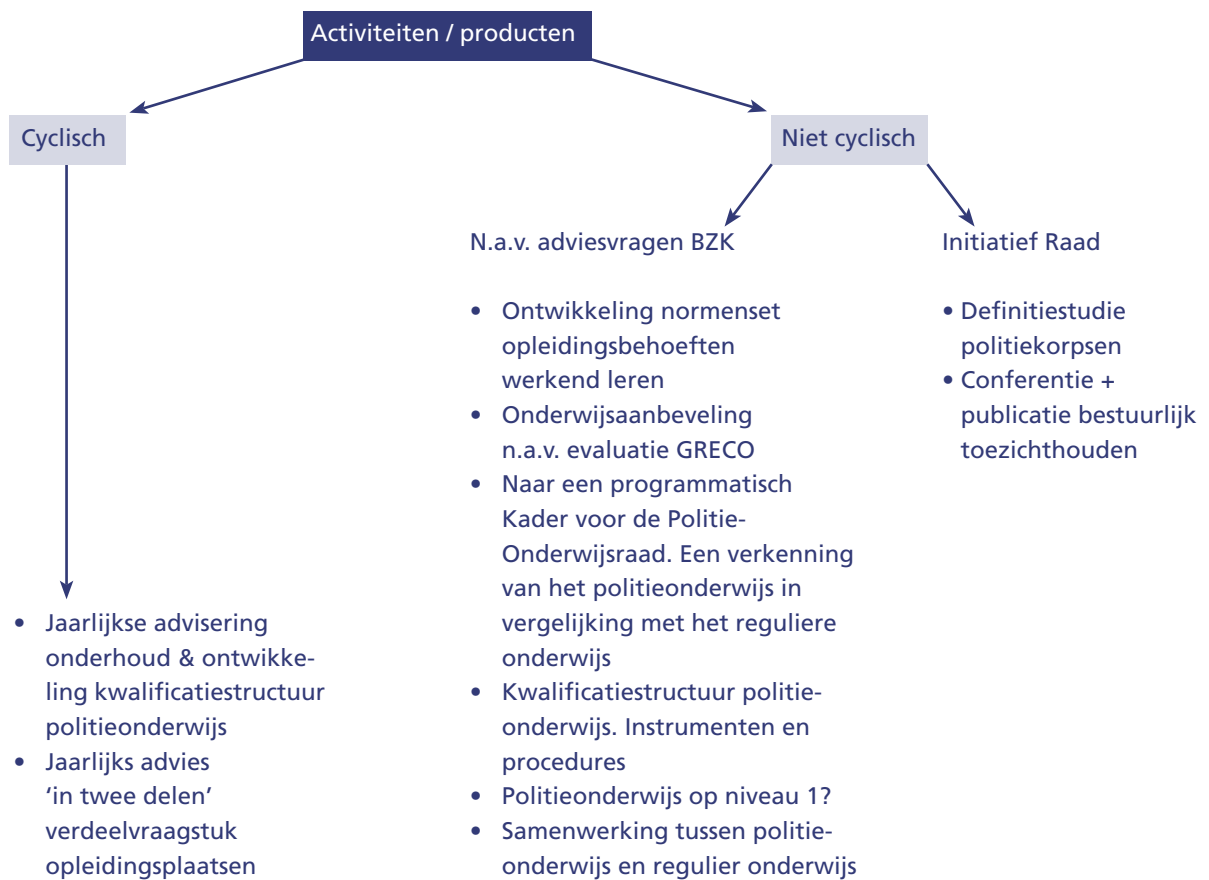 Activiteiten / producten
Cyclisch
Niet cyclisch
N.a.v. adviesvragen BZK
• Ontwikkeling normenset
opleidingsbehoeften
werkend leren
• Onderwijsaanbeveling
n.a.v. evaluatie GRECO
• Naar een programmatisch
Kader voor de Politie-
Onderwijsraad. Een verkenning
van het politieonderwijs in
vergelijking met het reguliere
onderwijs
• Kwalificatiestructuur politie-
onderwijs. Instrumenten en
procedures
• Politieonderwijs op niveau 1?
• Samenwerking tussen politie-
onderwijs en regulier onderwijs
Initiatief Raad
• Definitiestudie
politiekorpsen
• Conferentie +
publicatie bestuurlijk
toezichthouden
• Jaarlijkse advisering
onderhoud & ontwikke-
ling kwalificatiestructuur
politieonderwijs
• Jaarlijks advies
‘in twee delen’
verdeelvraagstuk
opleidingsplaatsen